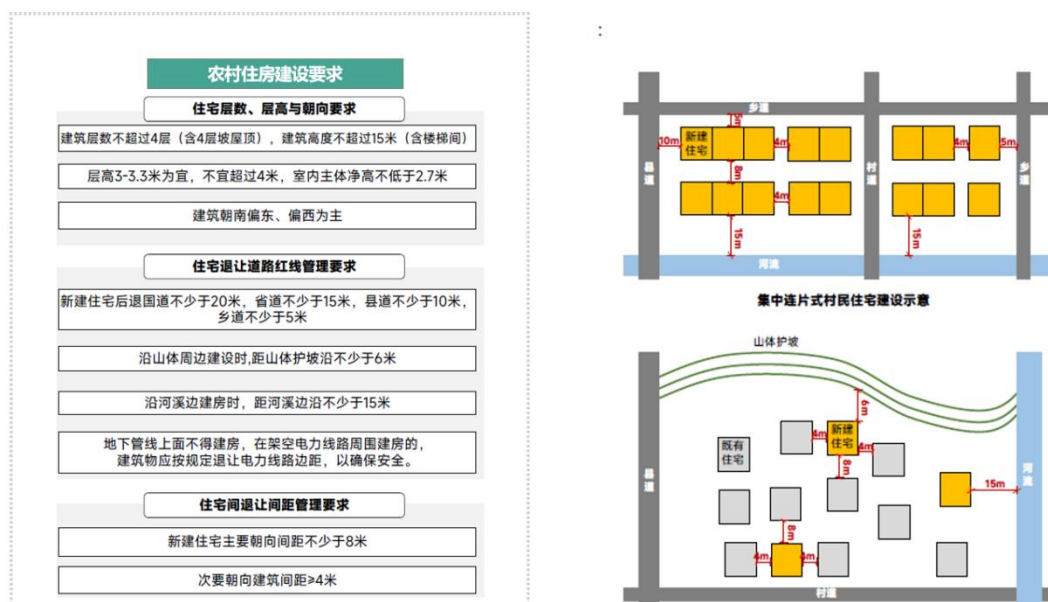 农村住房建设要求
住宅层数、层高与朝向要求
建筑层数不超过4层（含4层坡屋顶），建筑高度不超过15米（含楼梯间）
层高3-3.3米为宜，不宜超过4米，室内主体净高不低于2.7米
建筑朝南偏东、偏西为主
住宅退让道路红线管理要求
新建住宅后退国道不少于20米，省道不少于15米，县道不少于10米，
乡道不少于5米
沿山体周边建设时,距山体护坡沿不少于6米
沿河溪边建房时，距河溪边沿不少于15米
地下管线上面不得建房，在架空电力线路周围建房的，
建筑物应按规定退让电力线路边距，以确保安全。
住宅间退让间距管理要求
新建住宅主要朝向间距不少于8米
次要朝向建筑间距≥4米
：
乡道
5m
10m
新建
住宅
4m
4m
5m
县道
8m
村道
乡道
4m
15m
15m
河流
集中连片式村民住宅建设示意
山体护坡
6m
4m
新建
住宅
4m
既有
住宅
8m
县道
河流
15m
8m
4m
4m
村道